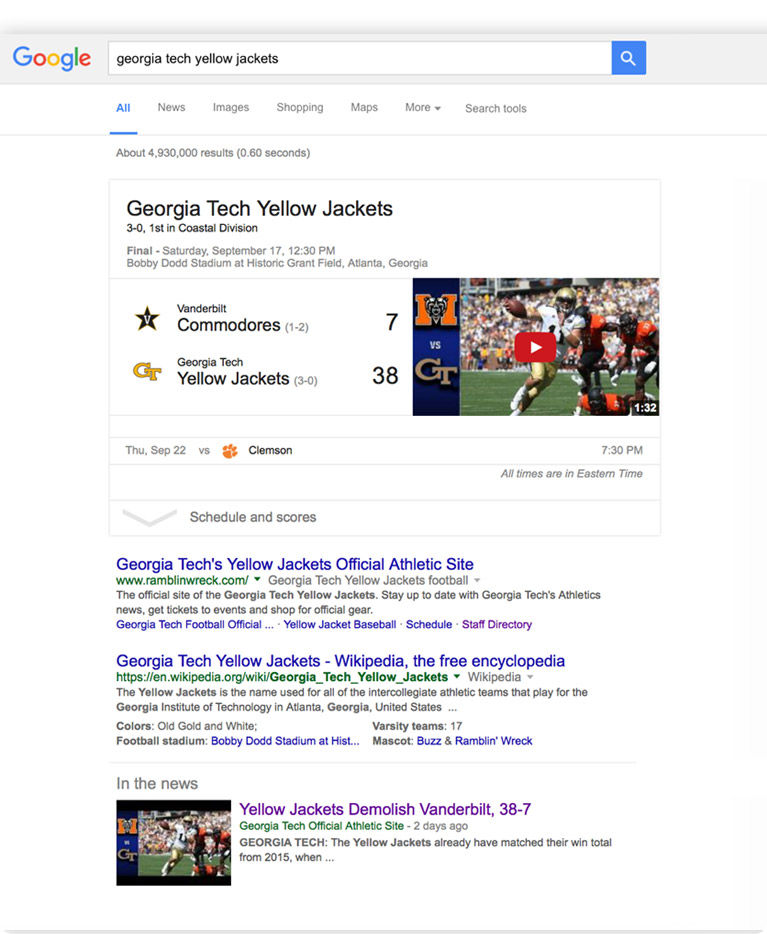 Google
georgia tech yellow jackets
All News Images Shopping Maps More Search tools
About 4,930,000 results (0.60 seconds)
Georgia Tech Yellow Jackets
3-0, 1st in Coastal Division
Final - Saturday, September 17, 12:30 PM
Bobby Dodd Stadium at Historic Grant Field, Atlanta, Georgia
V
Vanderbilt
Commodores (1-2)
7
GT
Georgia Tech
Yellow Jackets (3-0)
38
M
VS
GT
1:32
Thu, Sep 22 vs Clemson 7:30 PM
All times are in Eastern Time
Schedule and scores
Georgia Tech's Yellow Jackets Official Athletic Site
www.ramblinwreck.com/ Georgia Tech Yellow Jackets football
The official site of the Georgia Tech Yellow Jackets. Stay up to date with Georgia Tech's Athletics
news, get tickets to events and shop for official gear.
Georgia Tech Football Official ... · Yellow Jacket Baseball · Schedule · Staff Directory
Georgia Tech Yellow Jackets - Wikipedia, the free encyclopedia
https://en.wikipedia.org/wiki/Georgia_Tech_Yellow_Jackets Wikipedia
The Yellow Jackets is the name used for all of the intercollegiate athletic teams that play for the
Georgia Institute of Technology in Atlanta, Georgia, United States ...
Colors: Old Gold and White; Varsity teams: 17
Football stadium: Bobby Dodd Stadium at Hist... Mascot: Buzz & Ramblin' Wreck
In the news
M
VS
GT
Yellow Jackets Demolish Vanderbilt, 38-7
Georgia Tech Official Athletic Site - 2 days ago
GEORGIA TECH: The Yellow Jackets already have matched their win total
from 2015, when ...